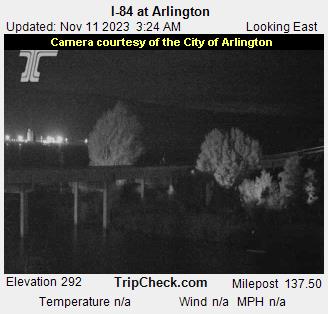 I-84 at Arlington
Updated: Nov 11 2023 3:24 AM Looking East
Camera courtesy of the City of Arlington
Elevation 292 TripCheck.com Milepost 137.50
Temperature n/a Wind n/a MPH n/a